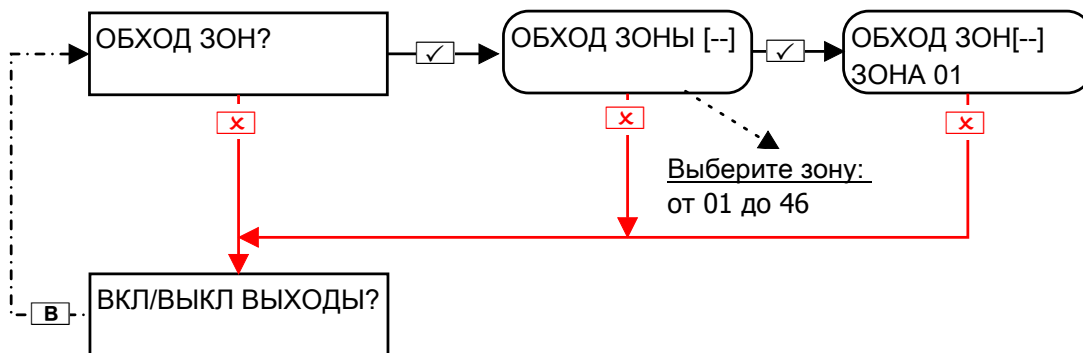 ОБХОД ЗОН?
✓
ОБХОД ЗОНЫ [--]
✓
ОБХОД ЗОН[--]
ЗОНА 01
x
x
x
Выберите зону:
от 01 до 46
ВКЛ/ВЫКЛ ВЫХОДЫ?
B